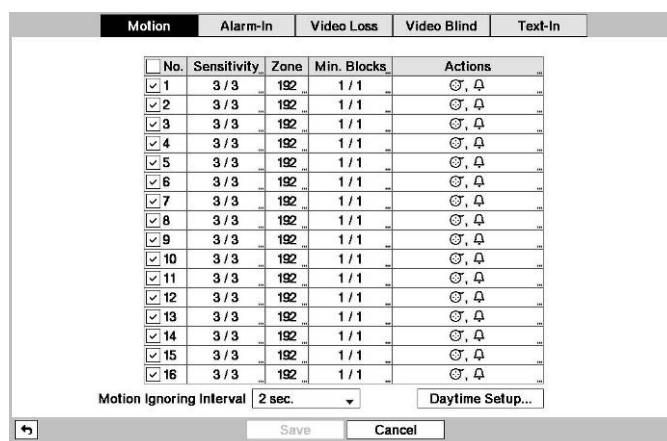 Motion Alarm-In Video Loss Video Blind Text-In
No. Sensitivity Zone Min. Blocks Actions
1 3 / 3 192 1 / 1
2 3 / 3 192 1 / 1
3 3 / 3 192 1 / 1
4 3 / 3 192 1 / 1
5 3 / 3 192 1 / 1
6 3 / 3 192 1 / 1
7 3 / 3 192 1 / 1
8 3 / 3 192 1 / 1
9 3 / 3 192 1 / 1
10 3 / 3 192 1 / 1
11 3 / 3 192 1 / 1
12 3 / 3 192 1 / 1
13 3 / 3 192 1 / 1
14 3 / 3 192 1 / 1
15 3 / 3 192 1 / 1
16 3 / 3 192 1 / 1
Motion Ignoring Interval 2 sec. Daytime Setup...
Save Cancel